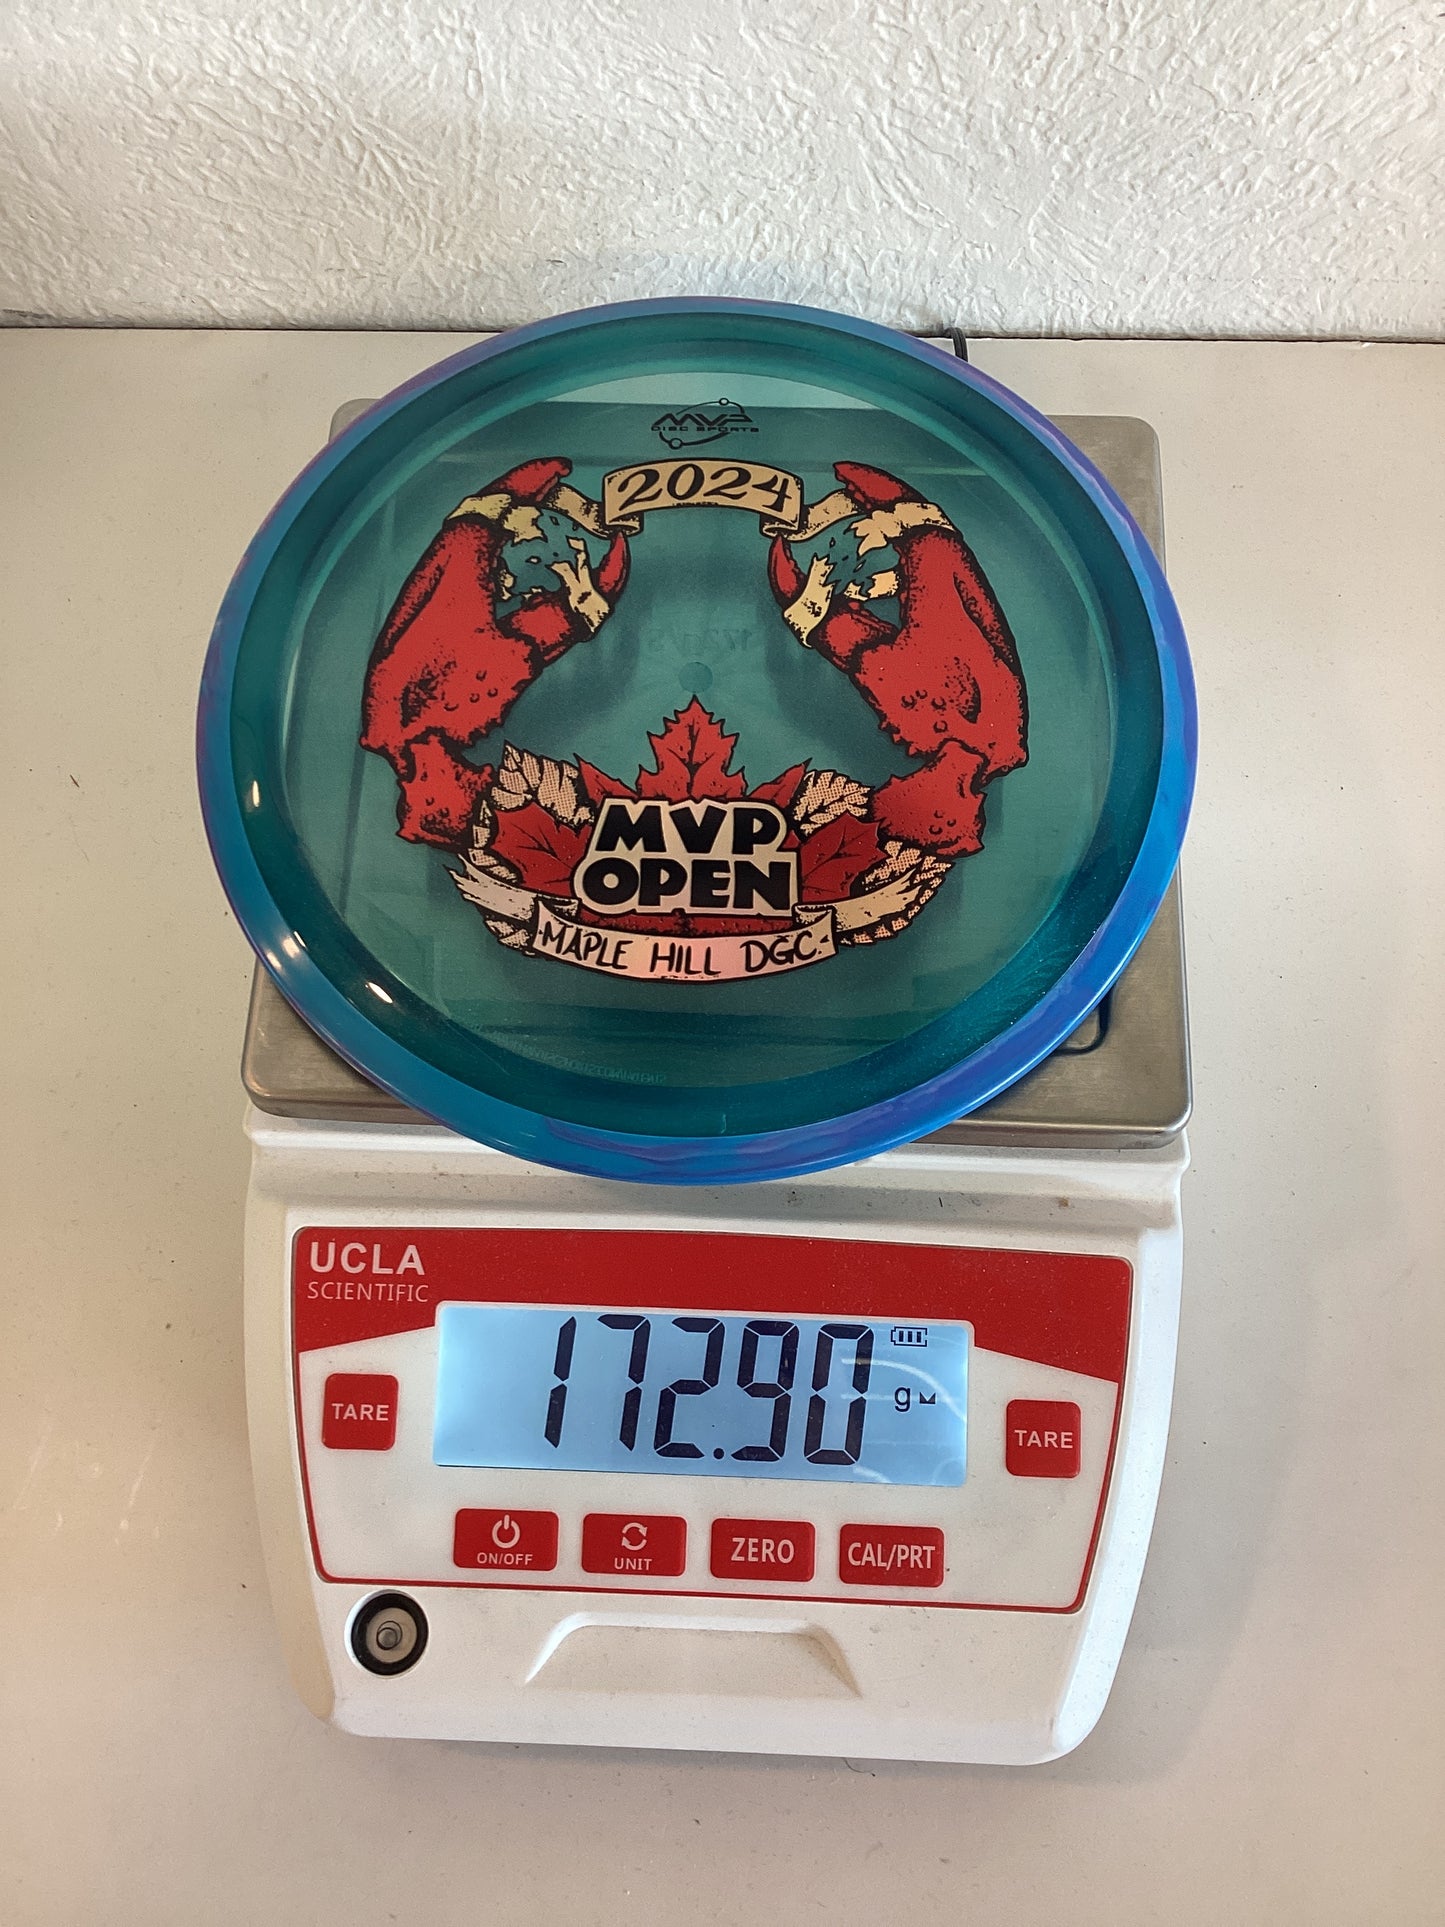 MVP
DISC SPORTS
2024
MVP
OPEN
MAPLE HILL DGC.
UCLA
SCIENTIFIC
172.90
g
TARE
TARE
ON/OFF
UNIT
ZERO
CAL/PRT